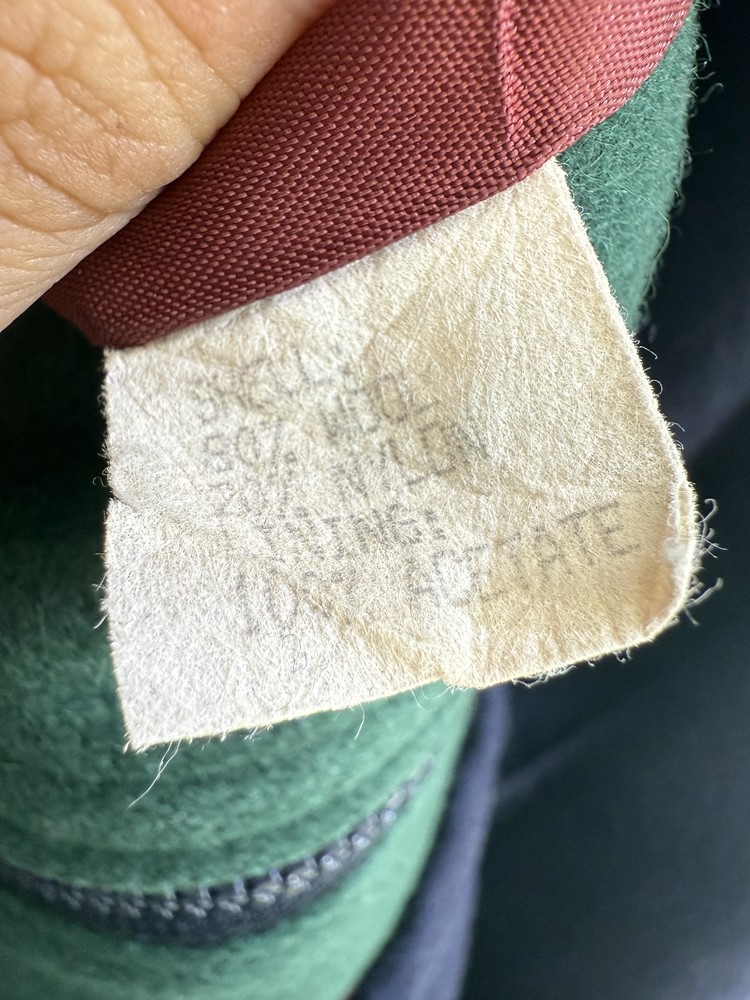 SHELL:
80% WOOL
20% NYLON
LINING:
100% ACETATE